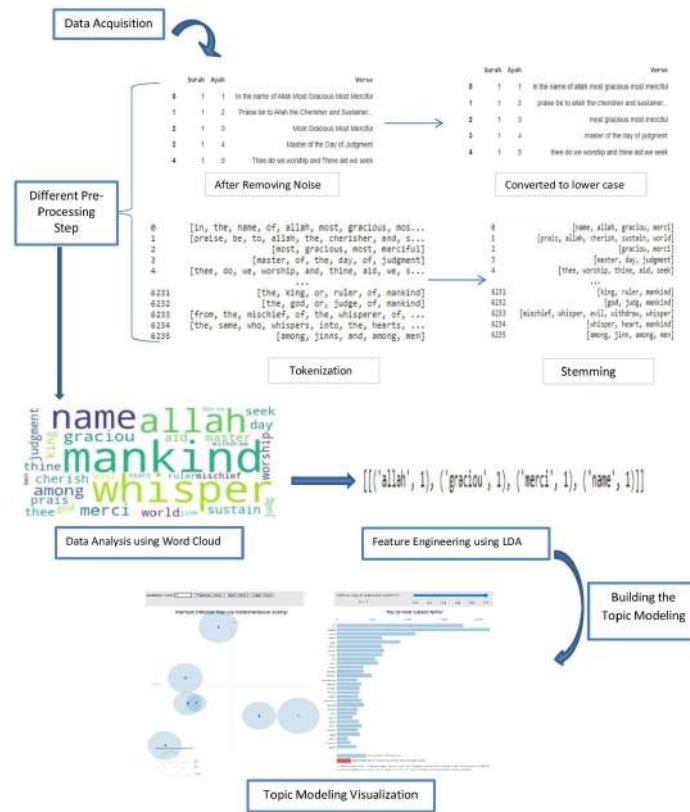 Data Acquisition
Surah Ayah Verse
0 1 1 In the name of Allah Most Gracious Most Merciful
1 1 2 Praise be to Allah the Cherisher and Sustainer...
2 1 3 Most Gracious Most Merciful
3 1 4 Master of the Day of Judgment
4 1 5 Thee do we worship and Thine aid we seek
After Removing Noise
Surah Ayah Verse
0 1 1 in the name of allah most gracious most merciful
1 1 2 praise be to allah the cherisher and sustainer...
2 1 3 most gracious most merciful
3 1 4 master of the day of judgment
4 1 5 thee do we worship and thine aid we seek
Converted to lower case
Different Pre-
Processing
Step
0 [in, the, name, of, allah, most, gracious, mos...
1 [praise, be, to, allah, the, cherisher, and, s...
2 [most, gracious, most, merciful]
3 [master, of, the, day, of, judgment]
4 [thee, do, we, worship, and, thine, aid, we, s...
...
6231 [the, king, or, ruler, of, mankind]
6232 [the, god, or, judge, of, mankind]
6233 [from, the, mischief, of, the, whisperer, of, ...
6234 [the, same, who, whispers, into, the, hearts, ...
6235 [among, jinns, and, among, men]
Tokenization
0 [name, allah, graciou, merci]
1 [prais, allah, cherish, sustain, world]
2 [graciou, merci]
3 [master, day, judgment]
4 [thee, worship, thine, aid, seek]
...
6231 [king, ruler, mankind]
6232 [god, judg, mankind]
6233 [mischief, whisper, evil, withdraw, whisper]
6234 [whisper, heart, mankind]
6235 [among, jinn, among, men]
Stemming
judgment
name
allah
seek
day
king
graciou
aid
master
withdraw
thine
mankind
worship
cherish
evil
heart
ruler
mischief
among
whisper
prais
god
thee
merci
world
jinn
sustain
judg
[[('allah', 1), ('graciou', 1), ('merci', 1), ('name', 1)]]
Data Analysis using Word Cloud
Feature Engineering using LDA
Building the
Topic Modeling
Topic Modeling Visualization